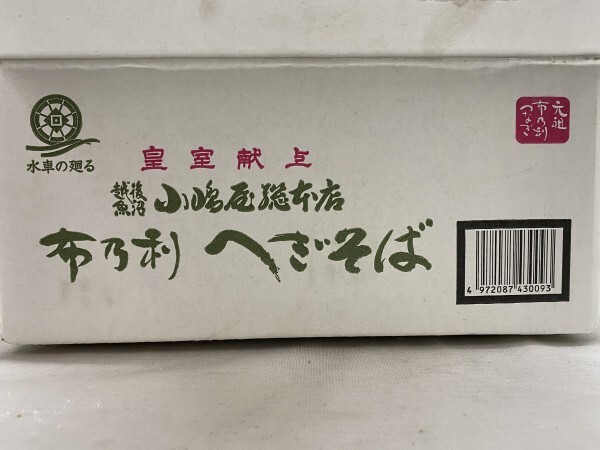 水車の廻る
元祖
布乃利
つなぎ
皇室献上
越後
魚沼
小嶋屋総本店
布乃利 へぎそば
4 972087 430093